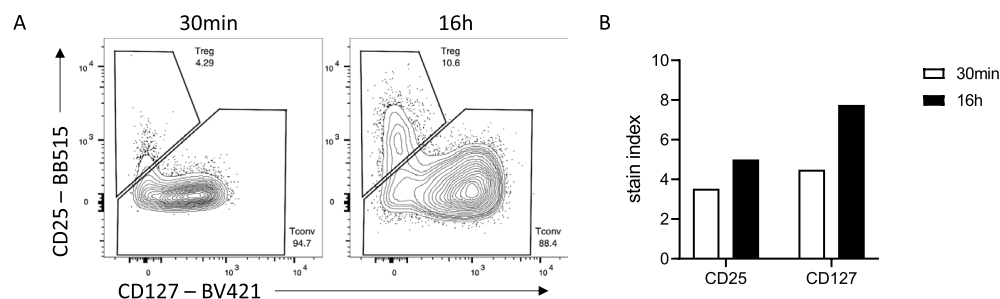 A
30min
16h
CD25 – BB515
10^4
10^3
0
Treg
4.29
Tconv
94.7
0
10^3
10^4
10^4
10^3
0
Treg
10.6
Tconv
88.4
0
10^3
10^4
CD127 – BV421
B
stain index
10
8
6
4
2
0
CD25
CD127
30min
16h